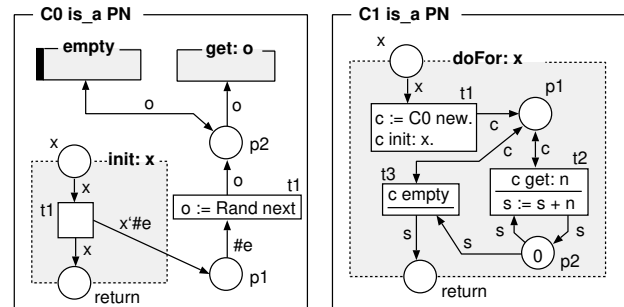 C0 is_a PN
empty
get: o
o
o
p2
x
init: x
o
x
t1
t1
x'#e
o := Rand next
x
#e
p1
return
C1 is_a PN
x
doFor: x
x
t1
p1
c := C0 new.
c init: x.
c
c
c
t2
t3
c empty
c get: n
s := s + n
s
s
s
s
0
p2
return